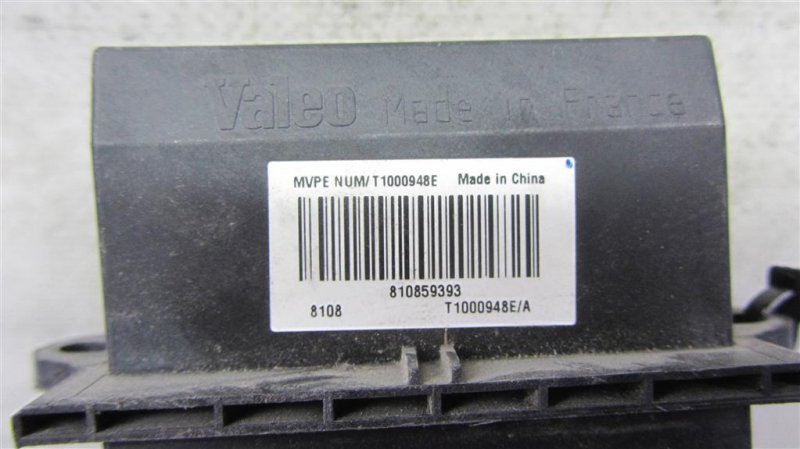 Valeo Made in France
MVPE NUM/T1000948E Made in China
810859393
8108 T1000948E/A